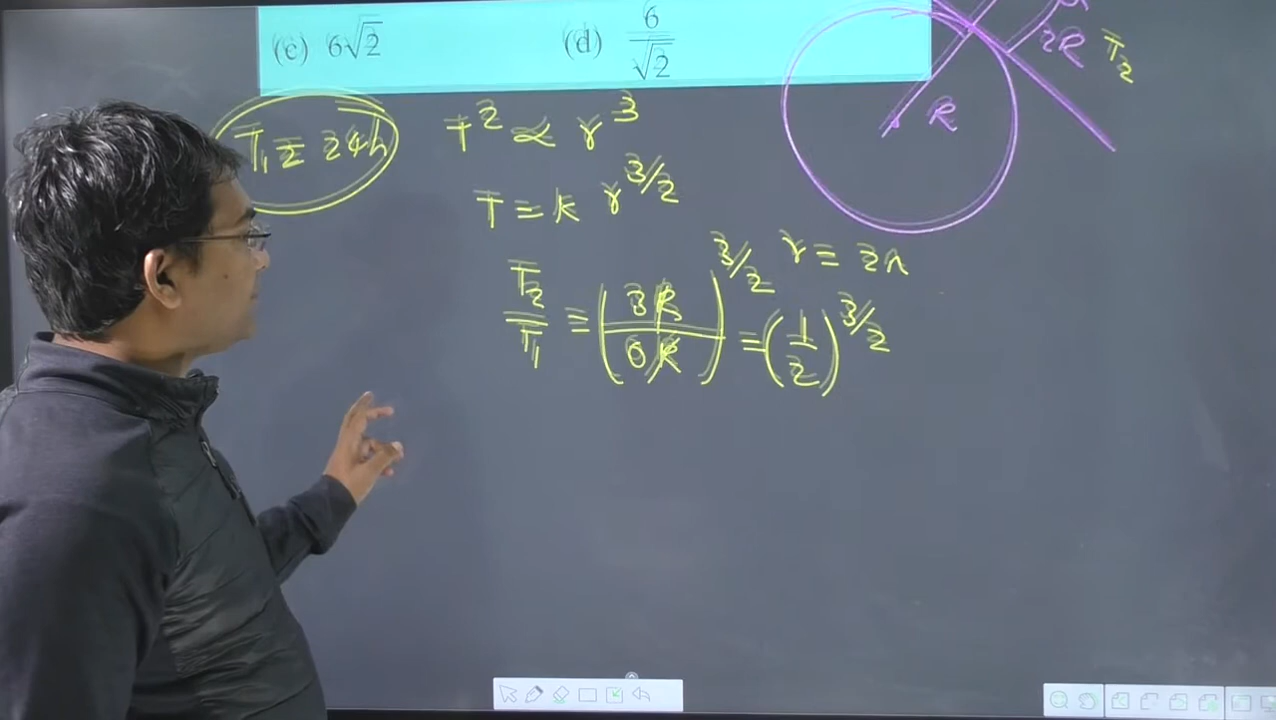 (c) 6√2 (d) 6/√2
2R T₂
R
T₁ = 24h T² ∝ r³
T = k r^3/2
r = 2R
T₂/T₁ = (3R/6R)^3/2 = (1/2)^3/2